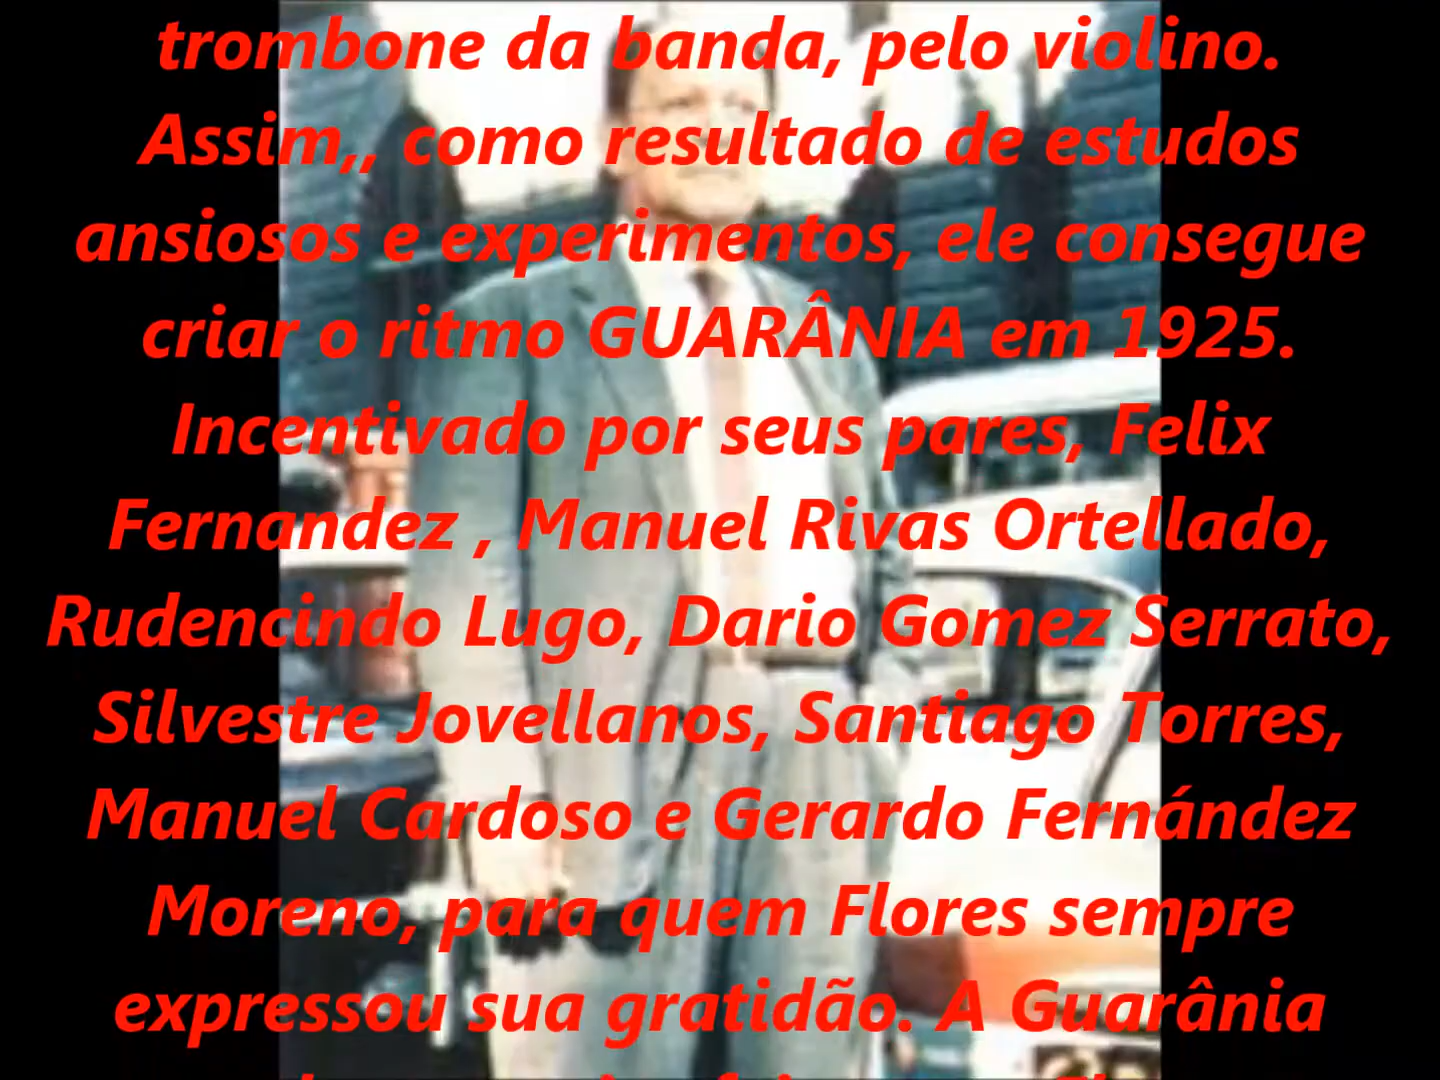 trombone da banda, pelo violino.
Assim,, como resultado de estudos
ansiosos e experimentos, ele consegue
criar o ritmo GUARÂNIA em 1925.
Incentivado por seus pares, Felix
Fernandez , Manuel Rivas Ortellado,
Rudencindo Lugo, Dario Gomez Serrato,
Silvestre Jovellanos, Santiago Torres,
Manuel Cardoso e Gerardo Fernández
Moreno, para quem Flores sempre
expressou sua gratidão. A Guarânia